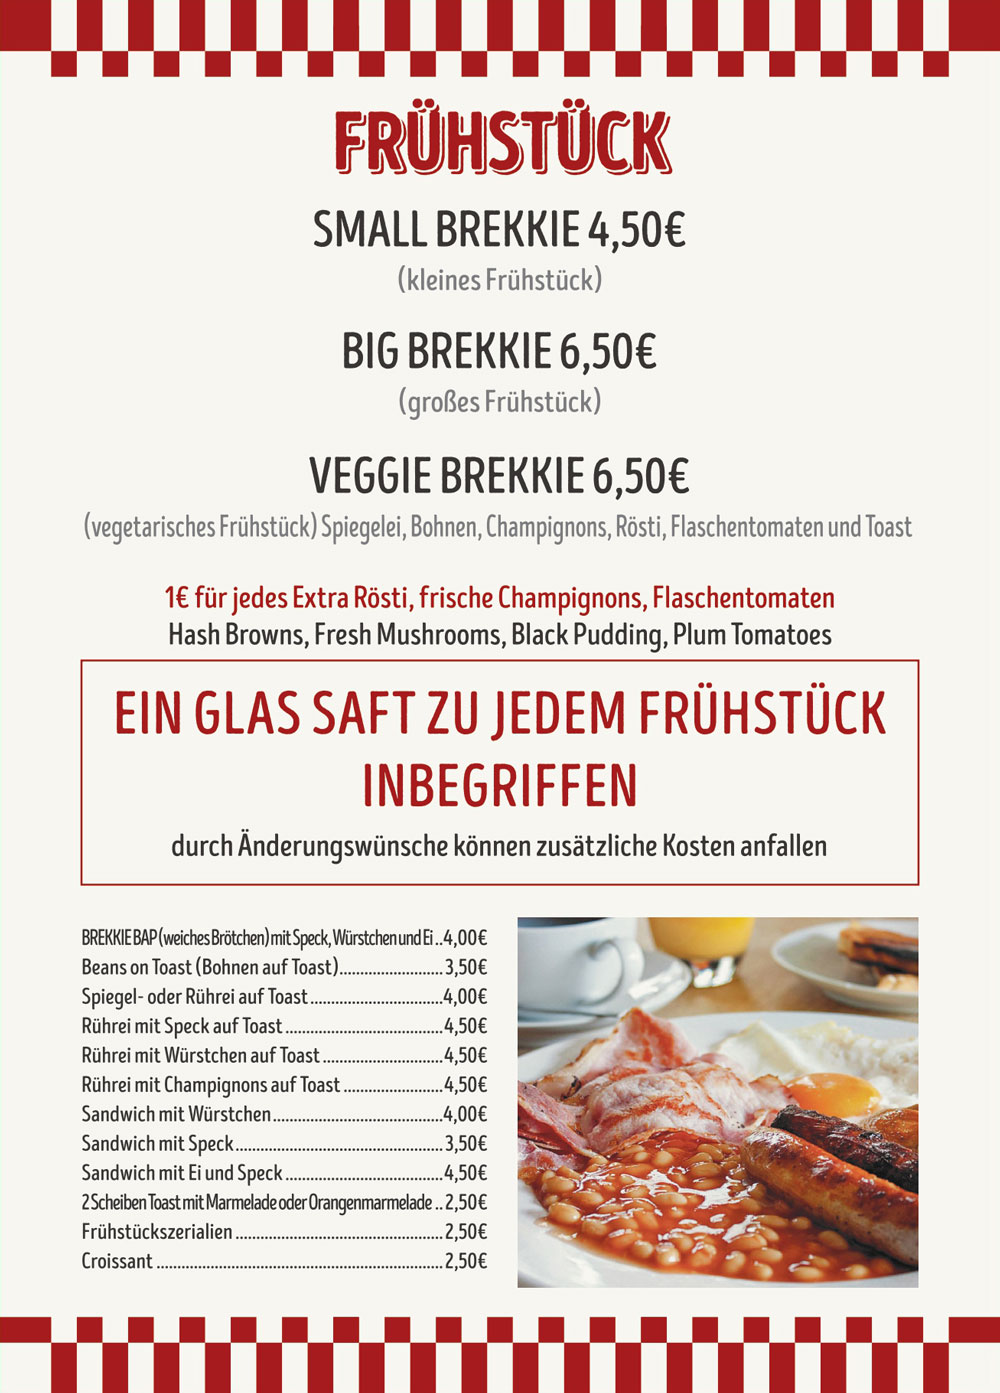 FRÜHSTÜCK
SMALL BREKKIE 4,50€
(kleines Frühstück)
BIG BREKKIE 6,50€
(großes Frühstück)
VEGGIE BREKKIE 6,50€
(vegetarisches Frühstück) Spiegelei, Bohnen, Champignons, Rösti, Flaschentomaten und Toast
1€ für jedes Extra Rösti, frische Champignons, Flaschentomaten
Hash Browns, Fresh Mushrooms, Black Pudding, Plum Tomatoes
EIN GLAS SAFT ZU JEDEM FRÜHSTÜCK
INBEGRIFFEN
durch Änderungswünsche können zusätzliche Kosten anfallen
BREKKIE BAP (weiches Brötchen) mit Speck, Würstchen und Ei ..4,00€
Beans on Toast (Bohnen auf Toast)..........................3,50€
Spiegel- oder Rührei auf Toast.................................4,00€
Rührei mit Speck auf Toast.......................................4,50€
Rührei mit Würstchen auf Toast..............................4,50€
Rührei mit Champignons auf Toast.........................4,50€
Sandwich mit Würstchen..........................................4,00€
Sandwich mit Speck....................................................3,50€
Sandwich mit Ei und Speck.......................................4,50€
2 Scheiben Toast mit Marmelade oder Orangenmarmelade ..2,50€
Frühstückszerialien....................................................2,50€
Croissant.......................................................................2,50€